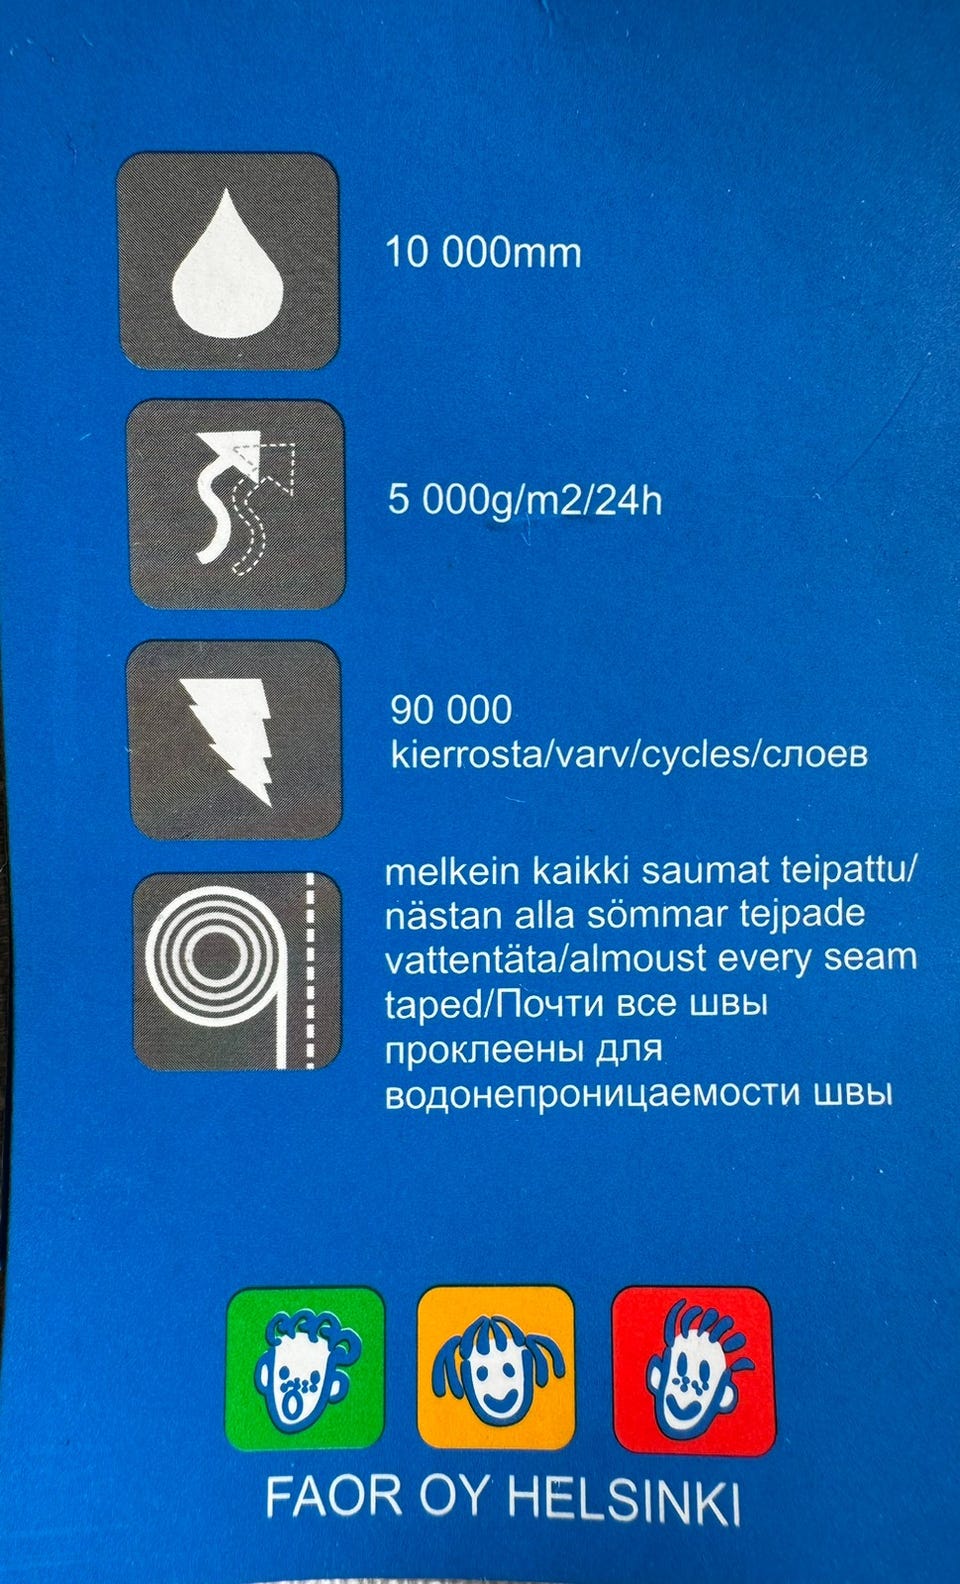 10 000mm
5 000g/m2/24h
90 000
kierrosta/varv/cycles/слоев
melkein kaikki saumat teipattu/
nästan alla sömmar tejpade
vattentäta/almoust every seam
taped/Почти все швы
проклеены для
водонепроницаемости швы
FAOR OY HELSINKI